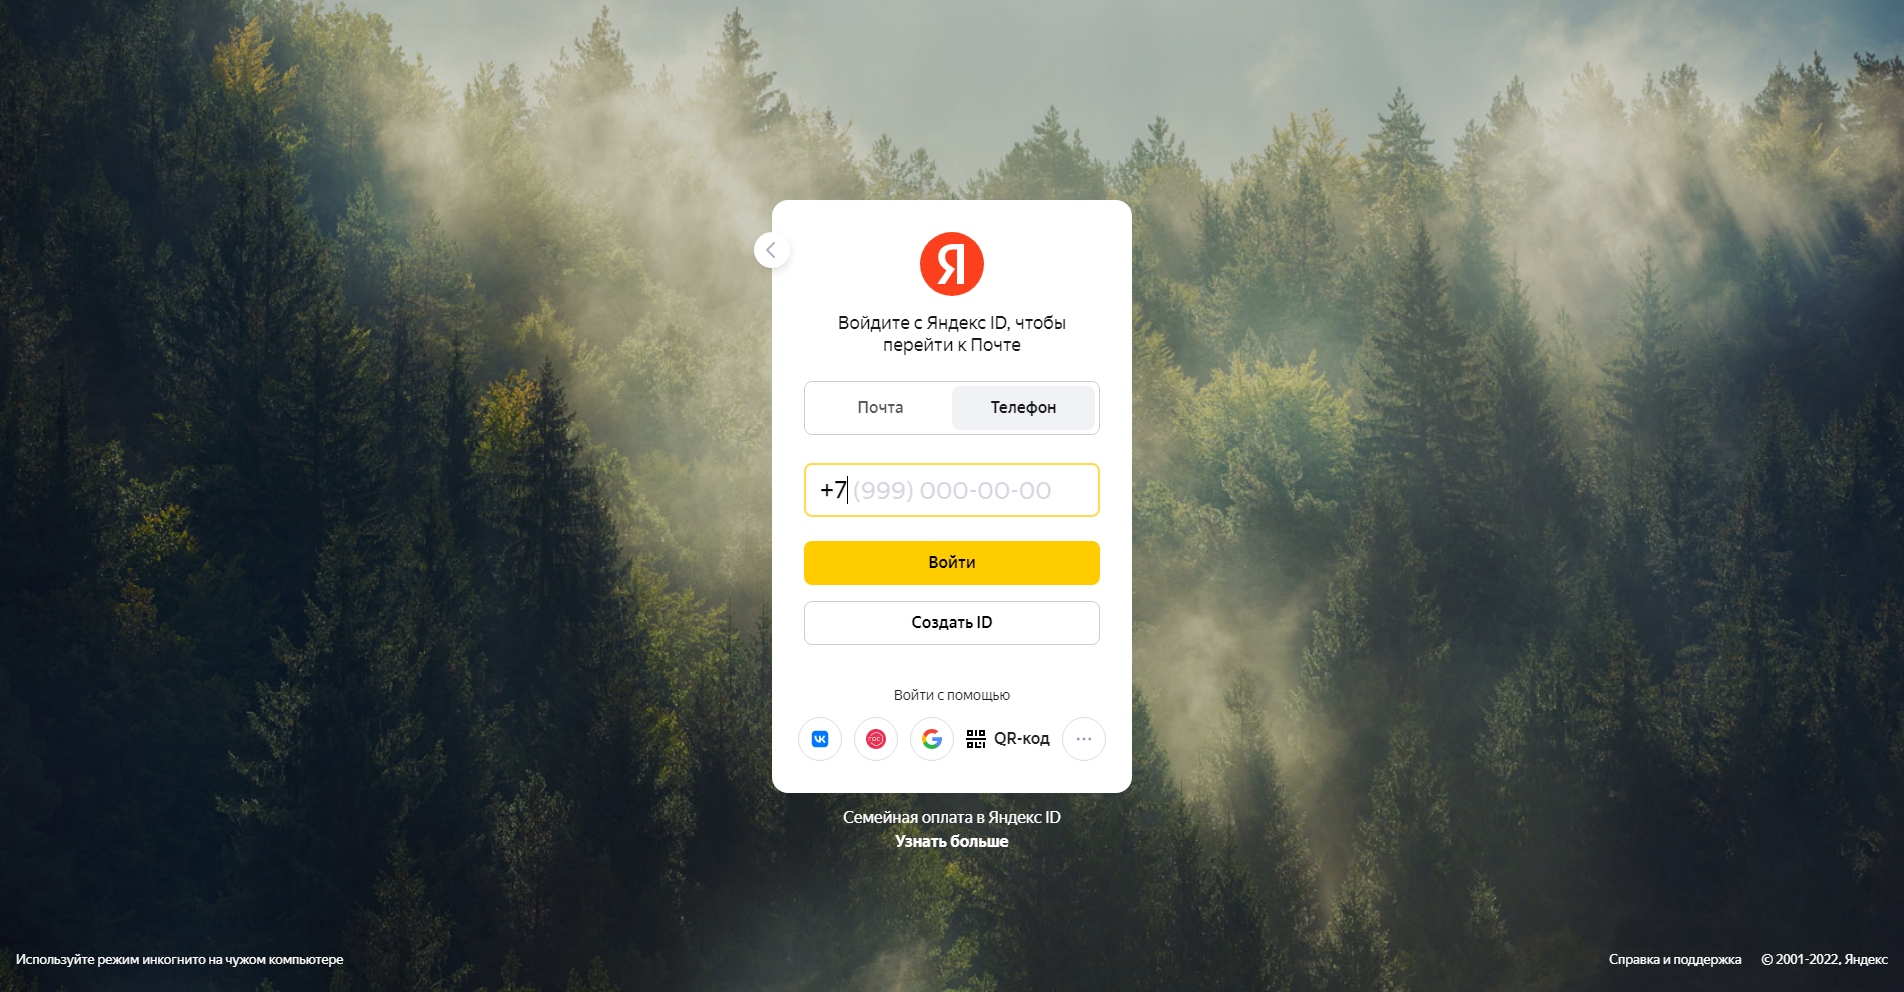 Я
Войдите с Яндекс ID, чтобы
перейти к Почте
Почта
Телефон
+7 (999) 000-00-00
Войти
Создать ID
Войти с помощью
ГОС
QR-код
Семейная оплата в Яндекс ID
Узнать больше
Используйте режим инкогнито на чужом компьютере
Справка и поддержка
© 2001-2022, Яндекс